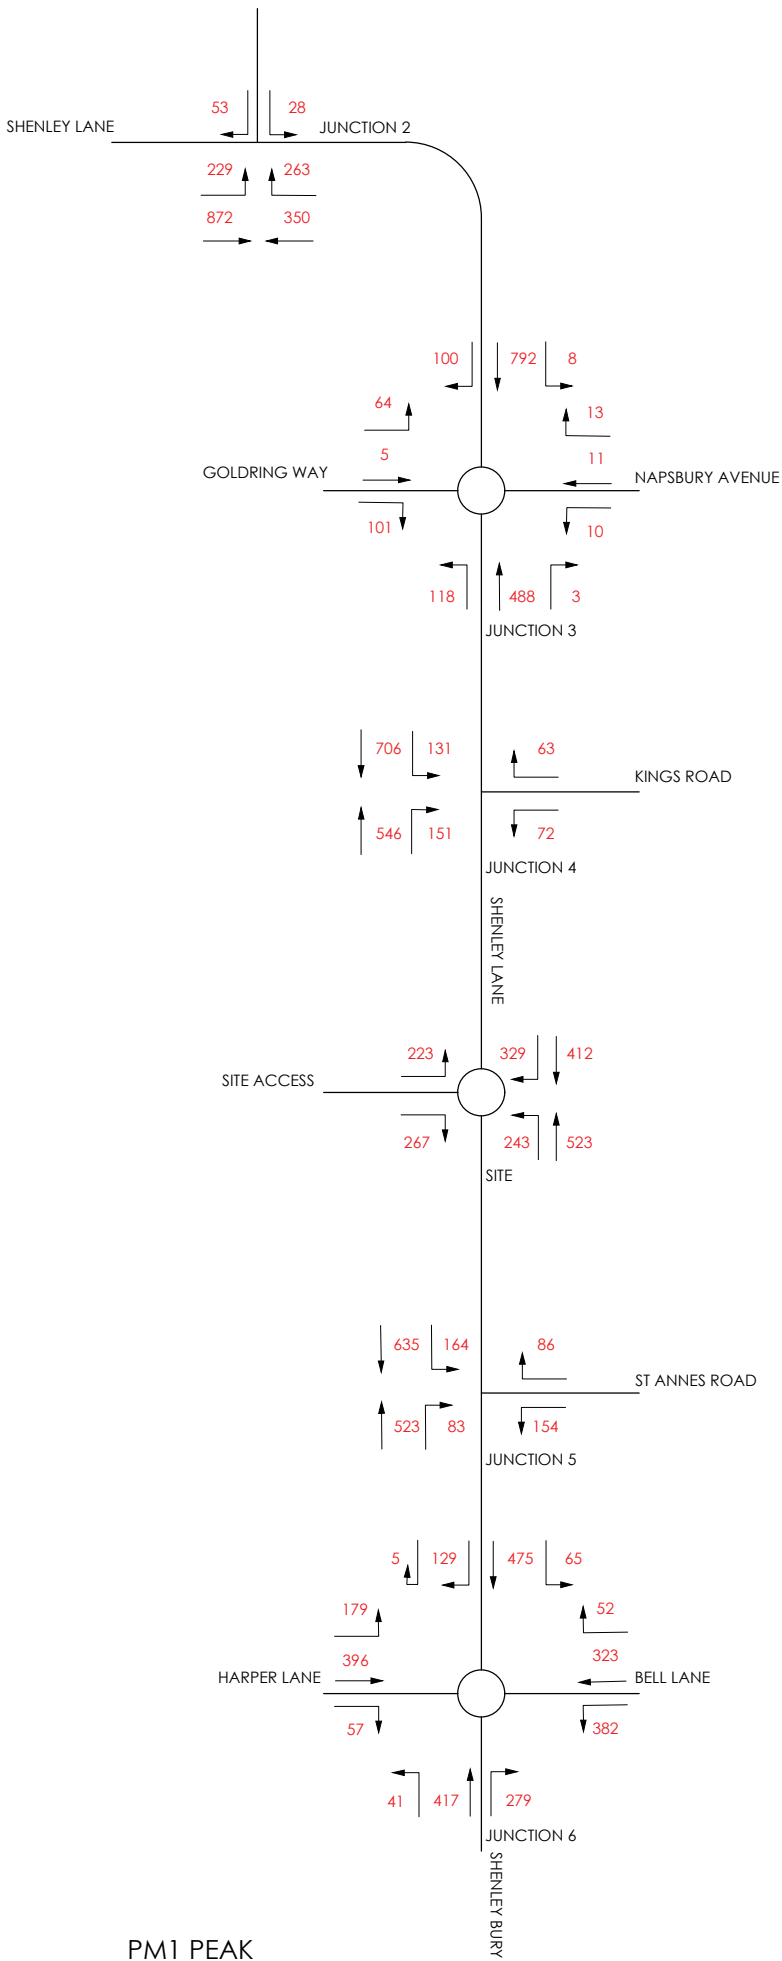 53 28
SHENLEY LANE JUNCTION 2
229 263
872 350
100 792 8
64 13
5 11
GOLDRING WAY NAPSBURY AVENUE
101 10
118 488 3
JUNCTION 3
706 131 63
KINGS ROAD
546 151 72
JUNCTION 4
SHENLEY LANE
223 329 412
SITE ACCESS
267 243 523
SITE
635 164 86
ST ANNES ROAD
523 83 154
JUNCTION 5
5 129 475 65
179 52
396 323
HARPER LANE BELL LANE
57 382
41 417 279
JUNCTION 6
SHENLEY BURY
PM1 PEAK